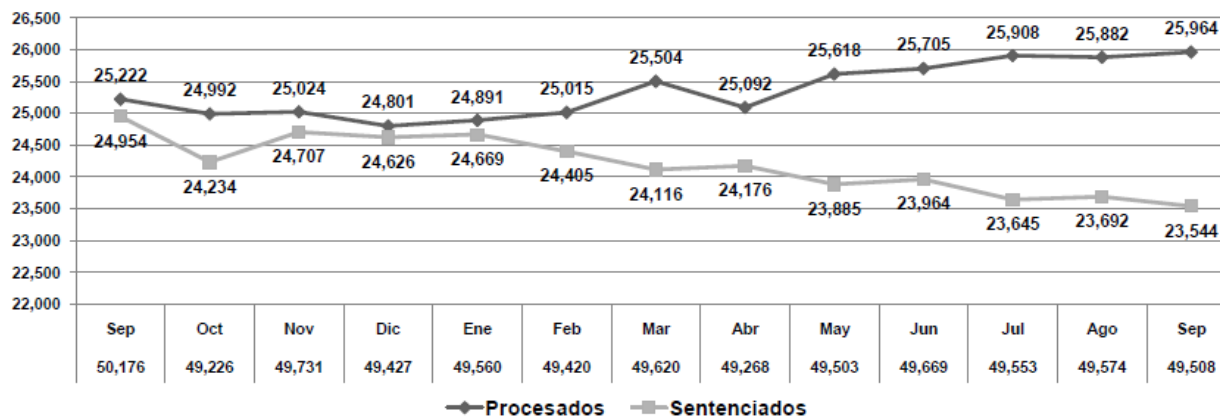 26,500
26,000
25,500
25,000
24,500
24,000
23,500
23,000
22,500
22,000
25,222 24,992 25,024 24,801 24,891 25,015 25,504 25,092 25,618 25,705 25,908 25,882 25,964
24,954 24,234 24,707 24,626 24,669 24,405 24,116 24,176 23,885 23,964 23,645 23,692 23,544
Sep Oct Nov Dic Ene Feb Mar Abr May Jun Jul Ago Sep
50,176 49,226 49,731 49,427 49,560 49,420 49,620 49,268 49,503 49,669 49,553 49,574 49,508
Procesados Sentenciados